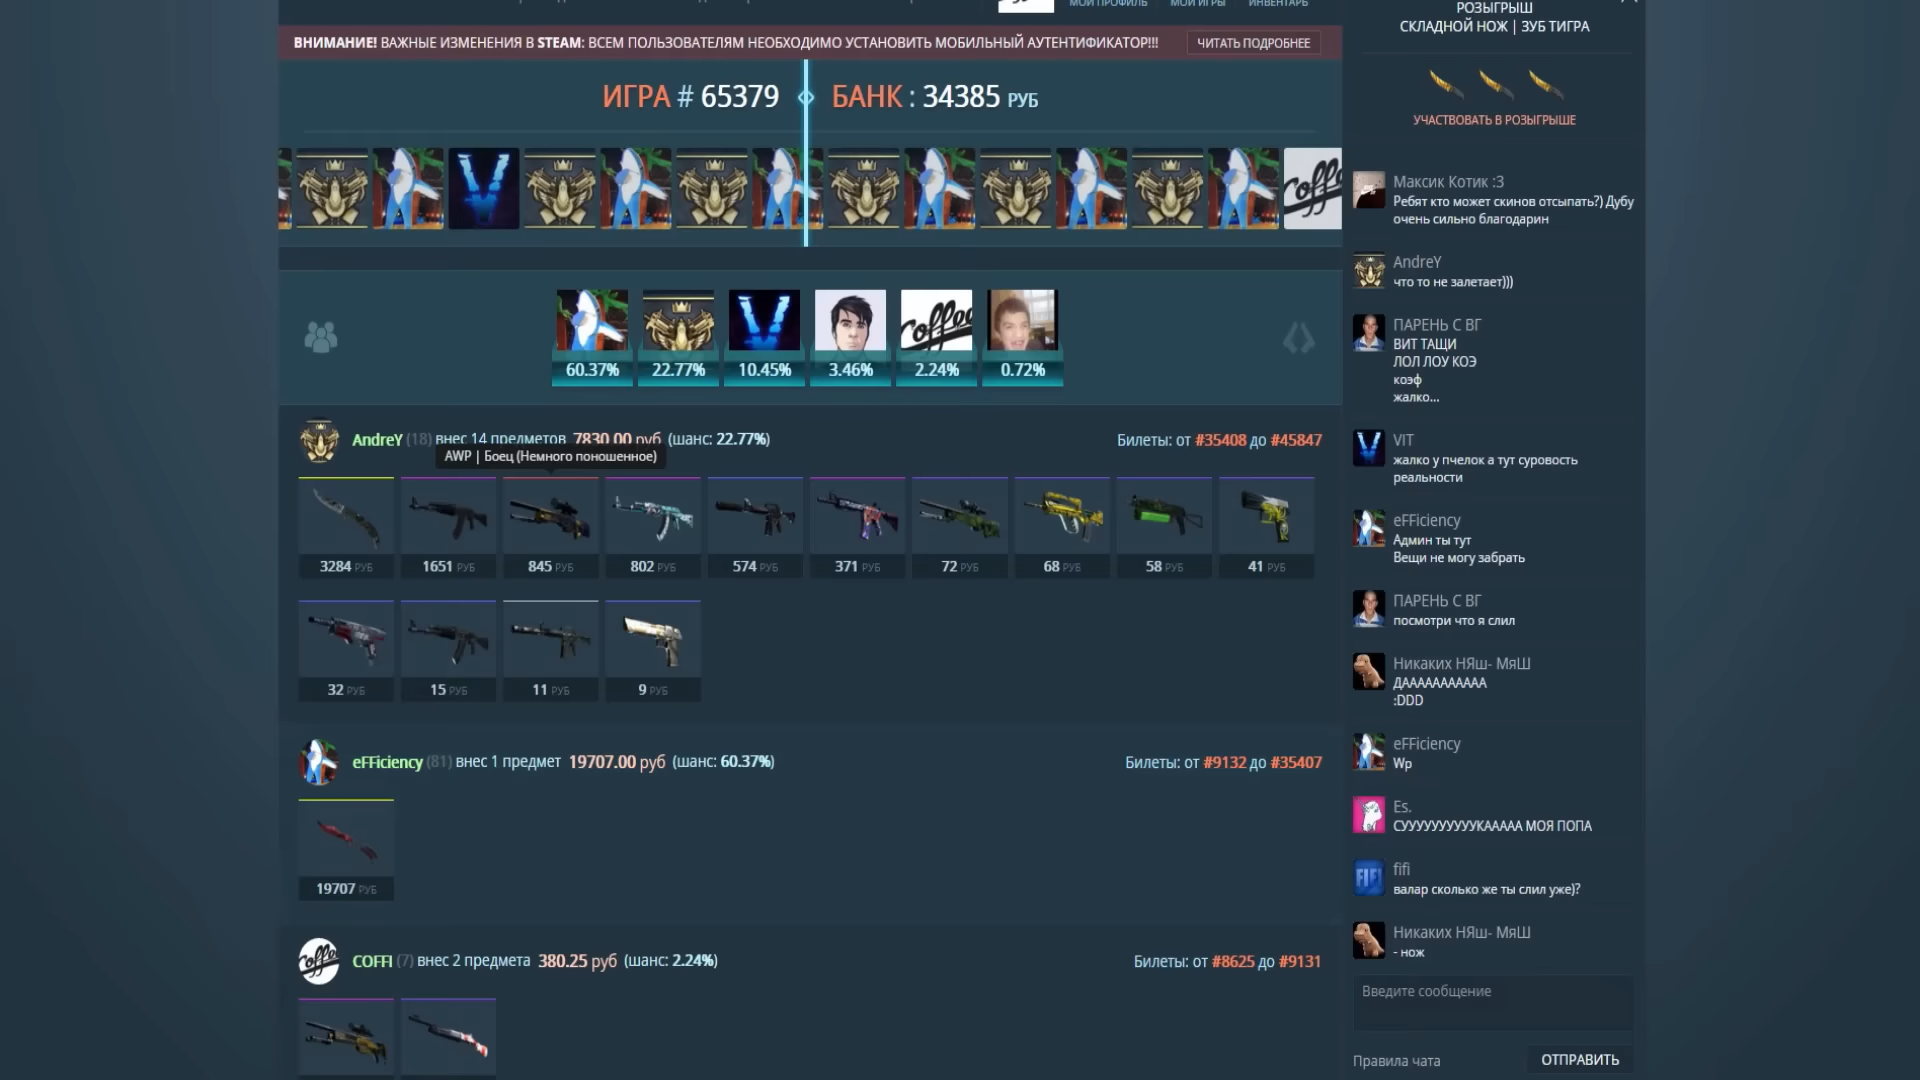 МОЙ ПРОФИЛЬ МОИ ИГРЫ ИНВЕНТАРЬ
ВНИМАНИЕ! ВАЖНЫЕ ИЗМЕНЕНИЯ В STEAM: ВСЕМ ПОЛЬЗОВАТЕЛЯМ НЕОБХОДИМО УСТАНОВИТЬ МОБИЛЬНЫЙ АУТЕНТИФИКАТОР!!! ЧИТАТЬ ПОДРОБНЕЕ
ИГРА # 65379 БАНК : 34385 РУБ
60.37% 22.77% 10.45% 3.46% 2.24% 0.72%
AndreY (18) внес 14 предметов 7830.00 руб (шанс: 22.77%) Билеты: от #35408 до #45847
AWP | Боец (Немного поношенное)
3284 РУБ 1651 РУБ 845 РУБ 802 РУБ 574 РУБ 371 РУБ 72 РУБ 68 РУБ 58 РУБ 41 РУБ
32 РУБ 15 РУБ 11 РУБ 9 РУБ
eFFiciency (81) внес 1 предмет 19707.00 руб (шанс: 60.37%) Билеты: от #9132 до #35407
19707 РУБ
COFFI (7) внес 2 предмета 380.25 руб (шанс: 2.24%) Билеты: от #8625 до #9131
РОЗЫГРЫШ
СКЛАДНОЙ НОЖ | ЗУБ ТИГРА
УЧАСТВОВАТЬ В РОЗЫГРЫШЕ
Максик Котик :3
Ребят кто может скинов отсыпать?) Дубу
очень сильно благодарин
AndreY
что то не залетает)))
ПАРЕНЬ С ВГ
ВИТ ТАЩИ
ЛОЛ ЛОУ КОЭ
коэф
жалко...
VIT
жалко у пчелок а тут суровость
реальности
eFFiciency
Админ ты тут
Вещи не могу забрать
ПАРЕНЬ С ВГ
посмотри что я слил
Никаких НЯш- МяШ
ДААААААААААА
:DDD
eFFiciency
Wp
Es.
СУУУУУУУУУУКААААА МОЯ ПОПА
fifi
валар сколько же ты слил уже)?
Никаких НЯш- МяШ
- нож
Введите сообщение
Правила чата ОТПРАВИТЬ